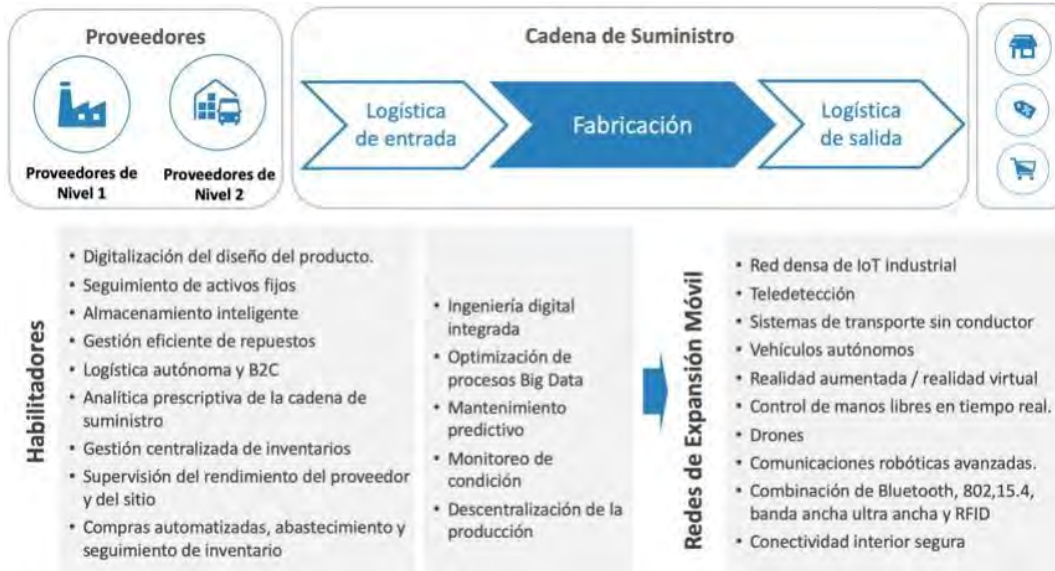 Proveedores
Proveedores de
Nivel 1
Proveedores de
Nivel 2
Cadena de Suministro
Logística
de entrada
Fabricación
Logística
de salida
Habilitadores
• Digitalización del diseño del producto.
• Seguimiento de activos fijos
• Almacenamiento inteligente
• Gestión eficiente de repuestos
• Logística autónoma y B2C
• Analítica prescriptiva de la cadena de
suministro
• Gestión centralizada de inventarios
• Supervisión del rendimiento del proveedor
y del sitio
• Compras automatizadas, abastecimiento y
seguimiento de inventario
• Ingeniería digital
integrada
• Optimización de
procesos Big Data
• Mantenimiento
predictivo
• Monitoreo de
condición
• Descentralización de la
producción
Redes de Expansión Móvil
• Red densa de IoT industrial
• Teledetección
• Sistemas de transporte sin conductor
• Vehículos autónomos
• Realidad aumentada / realidad virtual
• Control de manos libres en tiempo real.
• Drones
• Comunicaciones robóticas avanzadas.
• Combinación de Bluetooth, 802,15.4,
banda ancha ultra ancha y RFID
• Conectividad interior segura